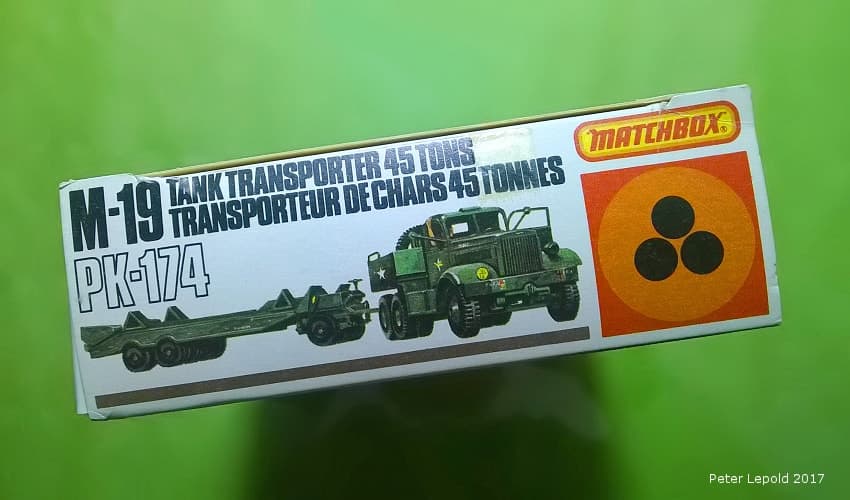 M-19 TANK TRANSPORTER 45 TONS
TRANSPORTEUR DE CHARS 45 TONNES
PK-174
MATCHBOX®
Peter Lepold 2017